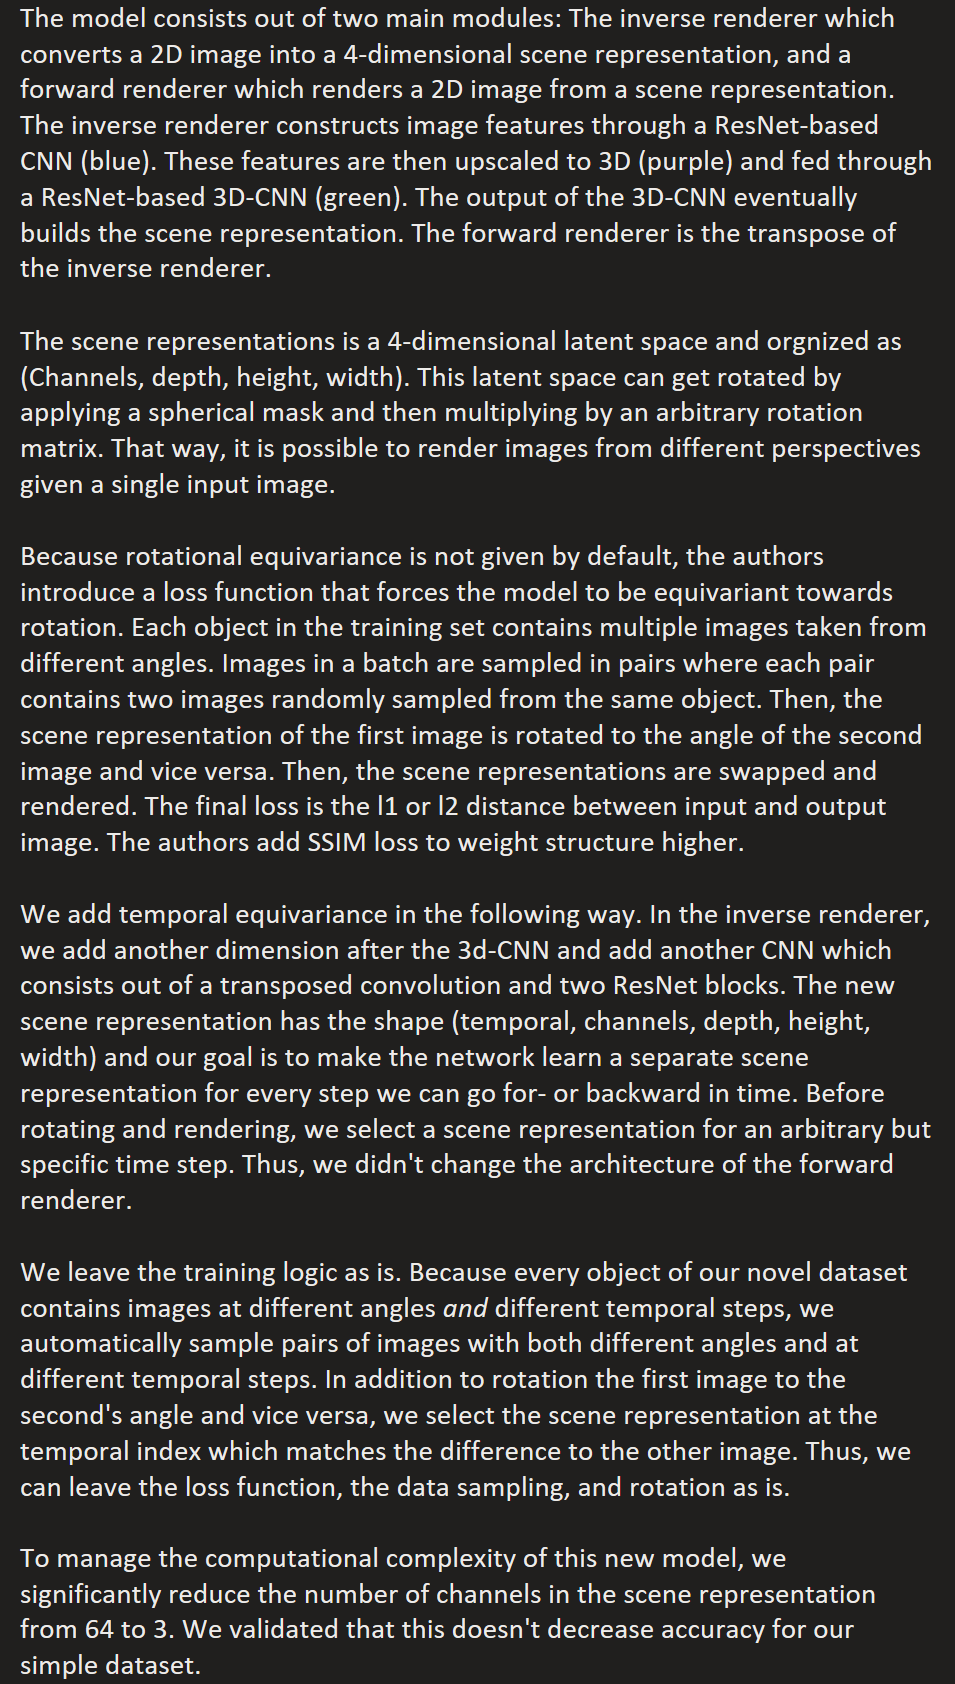 The model consists out of two main modules: The inverse renderer which
converts a 2D image into a 4-dimensional scene representation, and a
forward renderer which renders a 2D image from a scene representation.
The inverse renderer constructs image features through a ResNet-based
CNN (blue). These features are then upscaled to 3D (purple) and fed through
a ResNet-based 3D-CNN (green). The output of the 3D-CNN eventually
builds the scene representation. The forward renderer is the transpose of
the inverse renderer.
The scene representations is a 4-dimensional latent space and orgnized as
(Channels, depth, height, width). This latent space can get rotated by
applying a spherical mask and then multiplying by an arbitrary rotation
matrix. That way, it is possible to render images from different perspectives
given a single input image.
Because rotational equivariance is not given by default, the authors
introduce a loss function that forces the model to be equivariant towards
rotation. Each object in the training set contains multiple images taken from
different angles. Images in a batch are sampled in pairs where each pair
contains two images randomly sampled from the same object. Then, the
scene representation of the first image is rotated to the angle of the second
image and vice versa. Then, the scene representations are swapped and
rendered. The final loss is the l1 or l2 distance between input and output
image. The authors add SSIM loss to weight structure higher.
We add temporal equivariance in the following way. In the inverse renderer,
we add another dimension after the 3d-CNN and add another CNN which
consists out of a transposed convolution and two ResNet blocks. The new
scene representation has the shape (temporal, channels, depth, height,
width) and our goal is to make the network learn a separate scene
representation for every step we can go for- or backward in time. Before
rotating and rendering, we select a scene representation for an arbitrary but
specific time step. Thus, we didn't change the architecture of the forward
renderer.
We leave the training logic as is. Because every object of our novel dataset
contains images at different angles and different temporal steps, we
automatically sample pairs of images with both different angles and at
different temporal steps. In addition to rotation the first image to the
second's angle and vice versa, we select the scene representation at the
temporal index which matches the difference to the other image. Thus, we
can leave the loss function, the data sampling, and rotation as is.
To manage the computational complexity of this new model, we
significantly reduce the number of channels in the scene representation
from 64 to 3. We validated that this doesn't decrease accuracy for our
simple dataset.